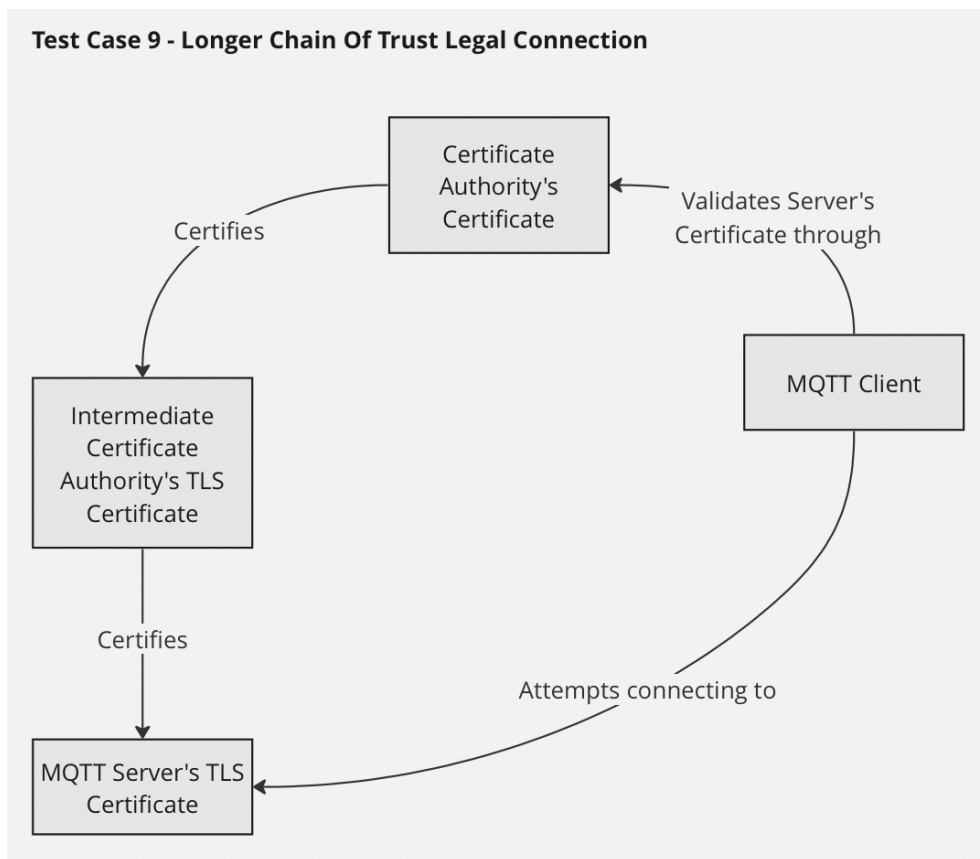 Test Case 9 - Longer Chain Of Trust Legal Connection
Certificate
Authority's
Certificate
Validates Server's
Certificate through
Certifies
MQTT Client
Intermediate
Certificate
Authority's TLS
Certificate
Certifies
Attempts connecting to
MQTT Server's TLS
Certificate